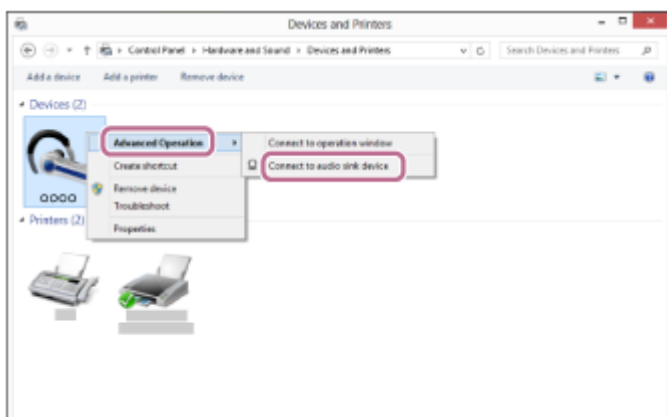 Devices and Printers
Control Panel › Hardware and Sound › Devices and Printers
Search Devices and Printers
Add a device Add a printer Remove device
Devices (2)
Advanced Operation
Connect to operation window
Create shortcut
Connect to audio sink device
Remove device
Troubleshoot
Properties
OOOO
Printers (2)